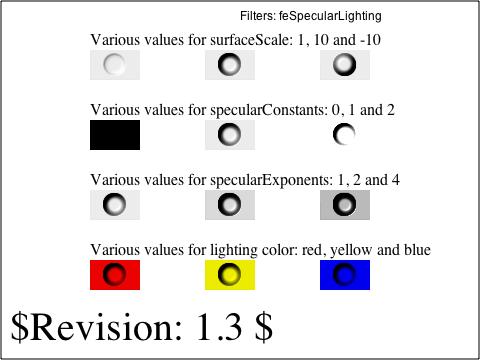 Filters: feSpecularLighting
Various values for surfaceScale: 1, 10 and -10
Various values for specularConstants: 0, 1 and 2
Various values for specularExponents: 1, 2 and 4
Various values for lighting color: red, yellow and blue
$Revision: 1.3 $